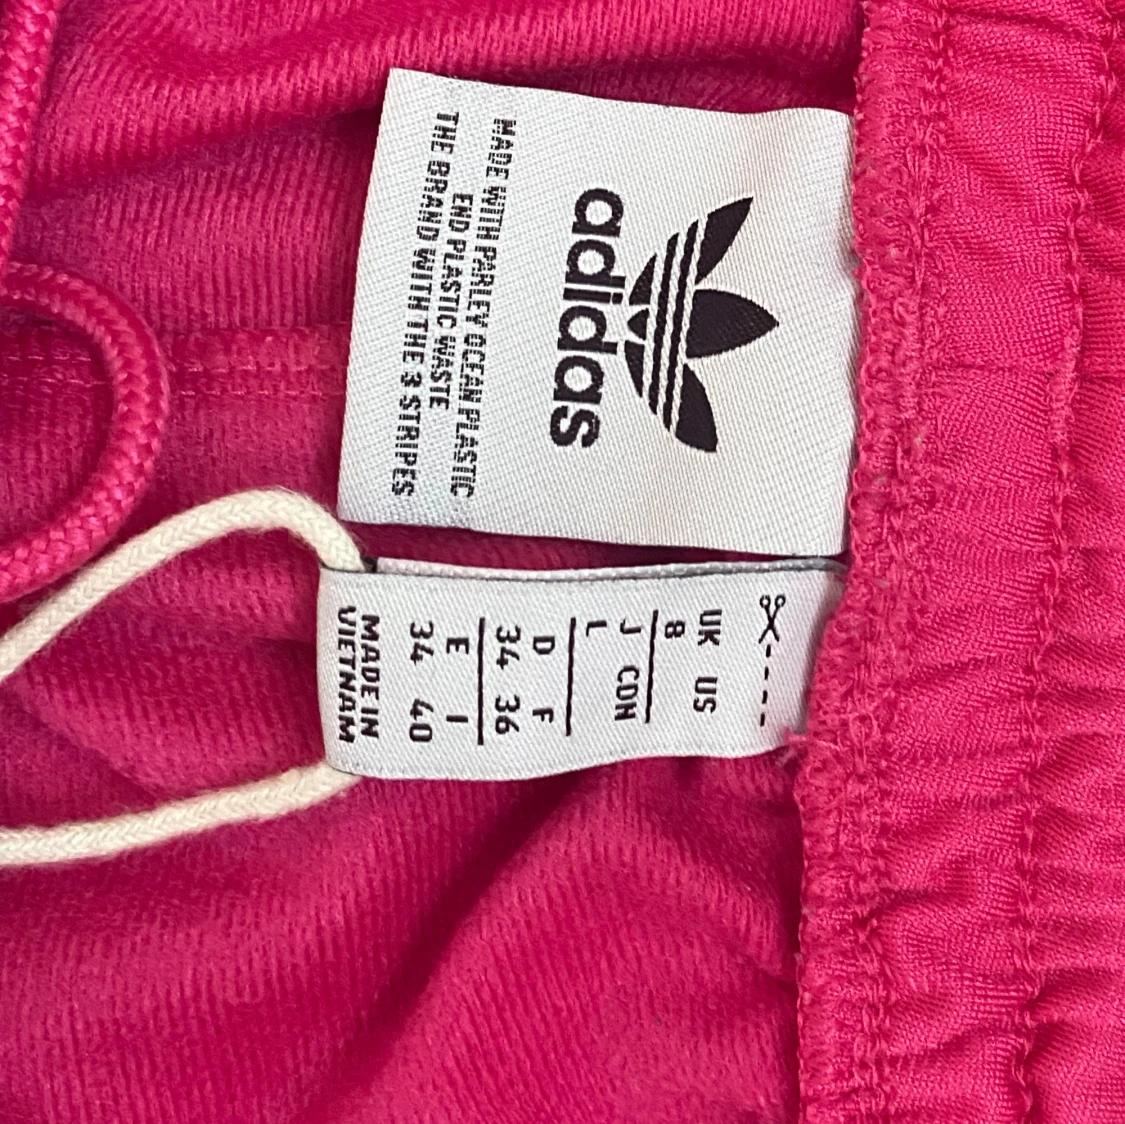 adidas
MADE WITH PARLEY OCEAN PLASTIC
END PLASTIC WASTE
THE BRAND WITH THE 3 STRIPES
UK US
8
J CDN
L
D F
34 36
E I
34 40
MADE IN
VIETNAM